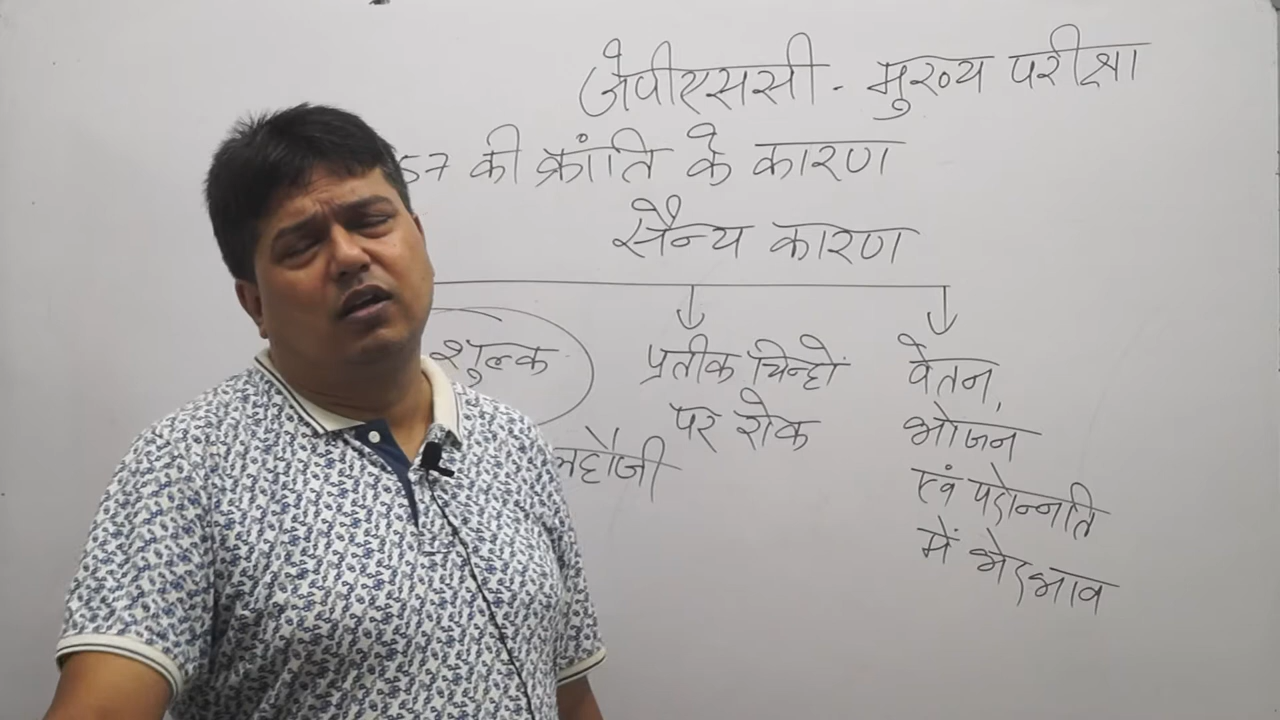 जेपीएससी - मुख्य परीक्षा
57 की क्रांति के कारण
सैन्य कारण
शुल्क
प्रतीक चिन्हों
पर रोक
वेतन,
भोजन
एवं पदोन्नति
में भेदभाव